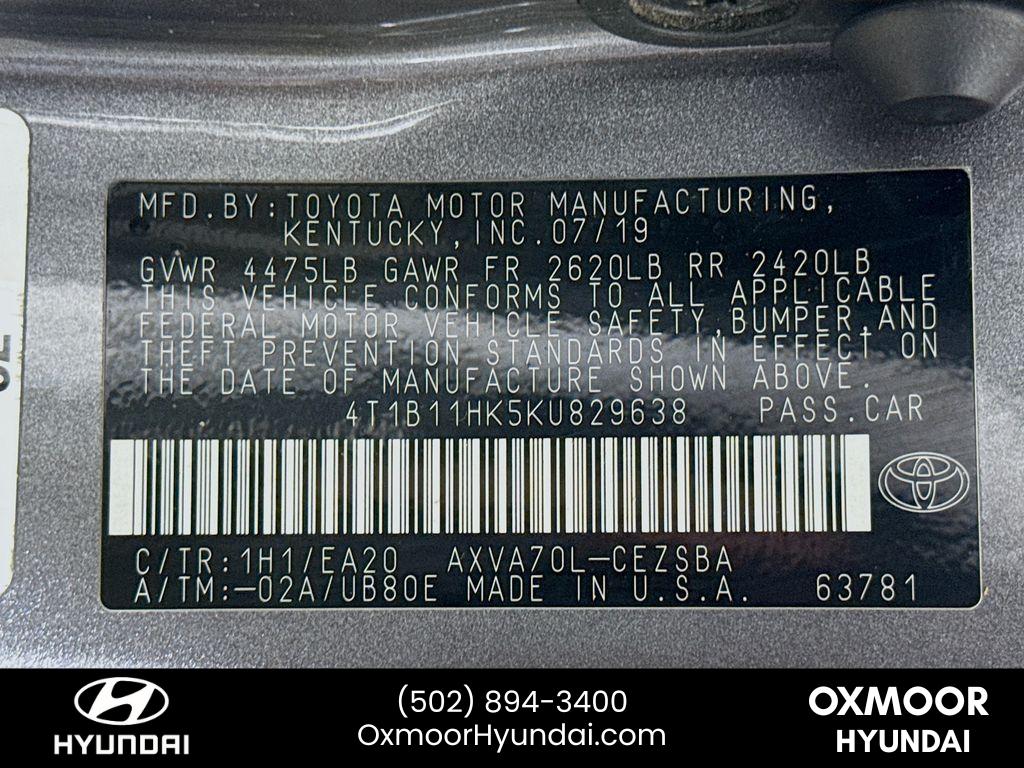 MFD.BY:TOYOTA MOTOR MANUFACTURING,
KENTUCKY,INC.07/19
GVWR 4475LB GAWR FR 2620LB RR 2420LB
THIS VEHICLE CONFORMS TO ALL APPLICABLE
FEDERAL MOTOR VEHICLE SAFETY,BUMPER,AND
THEFT PREVENTION STANDARDS IN EFFECT ON
THE DATE OF MANUFACTURE SHOWN ABOVE.
4T1B11HK5KU829638 PASS.CAR
C/TR:1H1/EA20 AXVA70L-CEZSBA
A/TM:-02A/UB80E MADE IN U.S.A. 63781
HYUNDAI
(502) 894-3400
OxmoorHyundai.com
OXMOOR
HYUNDAI